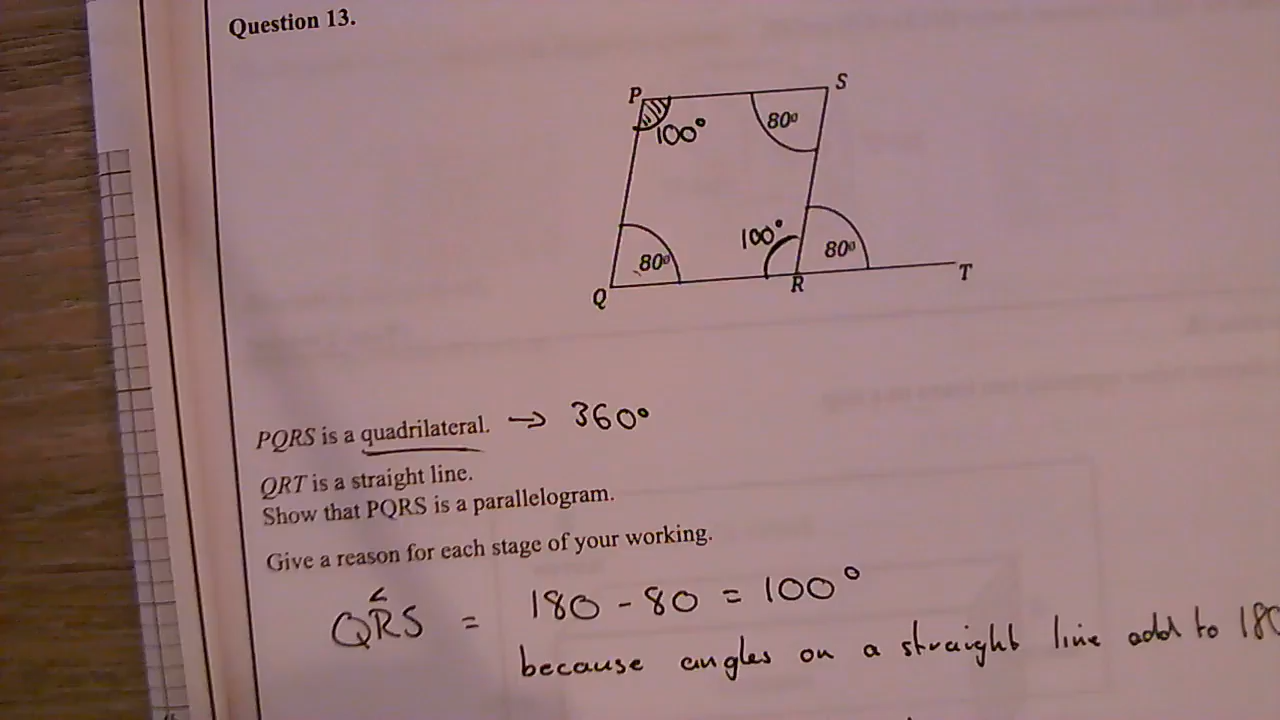 Question 13.
P
S
100°
80°
100°
80°
80°
Q
R
T
PQRS is a quadrilateral. → 360°
QRT is a straight line.
Show that PQRS is a parallelogram.
Give a reason for each stage of your working.
QR̂S = 180 - 80 = 100°
because angles on a straight line add to 180